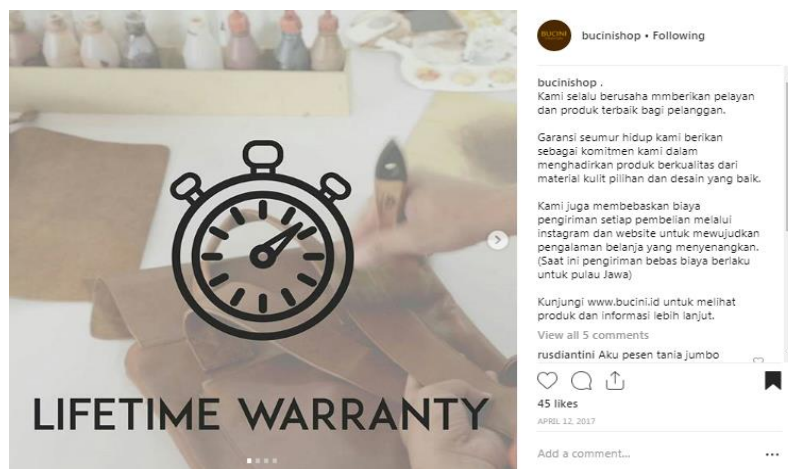 LIFETIME WARRANTY
BUCINI
bucinishop • Following
bucinishop .
Kami selalu berusaha mmberikan pelayan
dan produk terbaik bagi pelanggan.
Garansi seumur hidup kami berikan
sebagai komitmen kami dalam
menghadirkan produk berkualitas dari
material kulit pilihan dan desain yang baik.
Kami juga membebaskan biaya
pengiriman setiap pembelian melalui
instagram dan website untuk mewujudkan
pengalaman belanja yang menyenangkan.
(Saat ini pengiriman bebas biaya berlaku
untuk pulau Jawa)
Kunjungi www.bucini.id untuk melihat
produk dan informasi lebih lanjut.
View all 5 comments
rusdiantini Aku pesen tania jumbo
45 likes
APRIL 12, 2017
Add a comment...